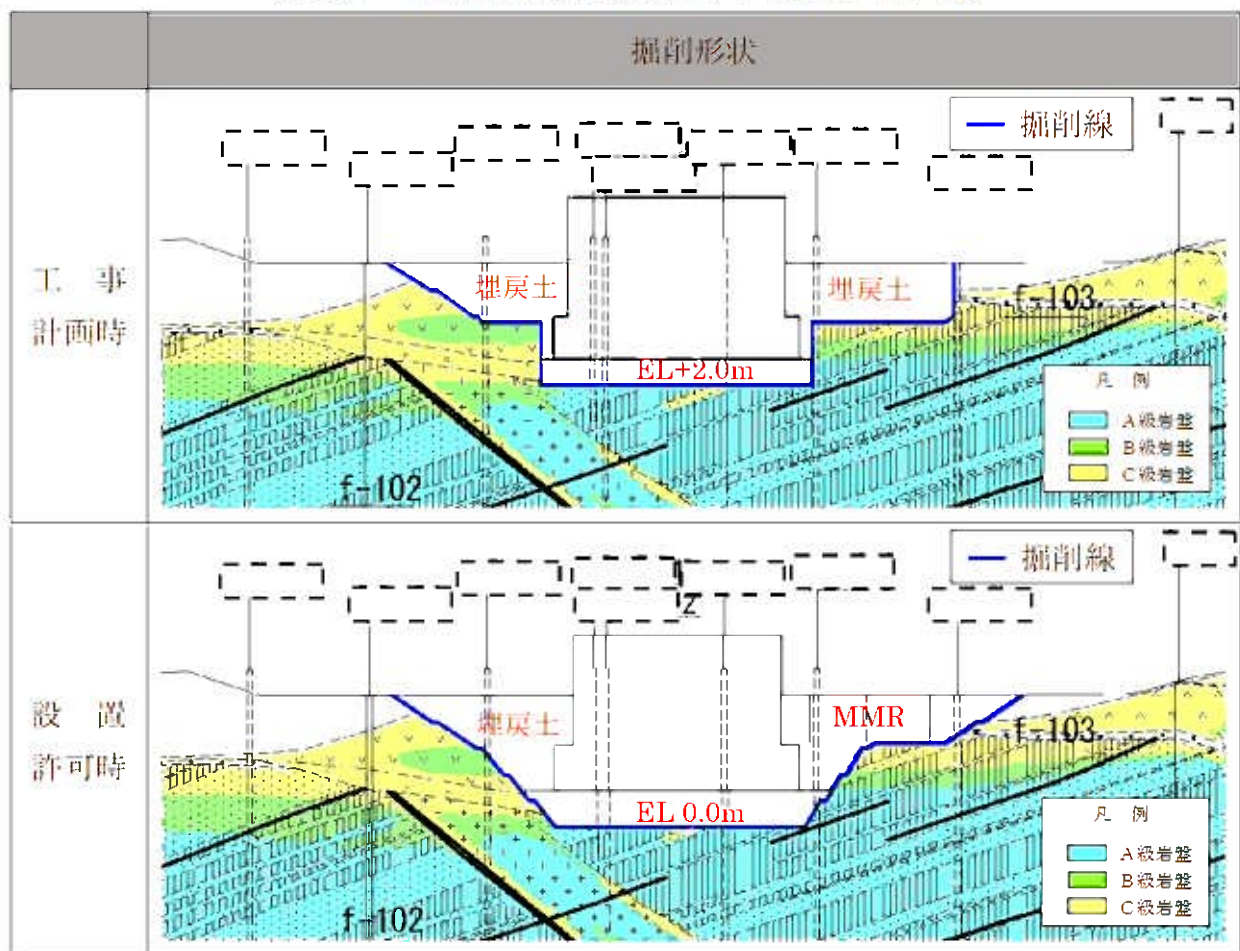 掘削形状
工事
計画時
掘削線
埋戻土
埋戻土
f-103
EL+2.0m
f-102
凡例
A級岩盤
B級岩盤
C級岩盤
設置
許可時
掘削線
Z
埋戻土
MMR
f-103
EL 0.0m
f-102
凡例
A級岩盤
B級岩盤
C級岩盤